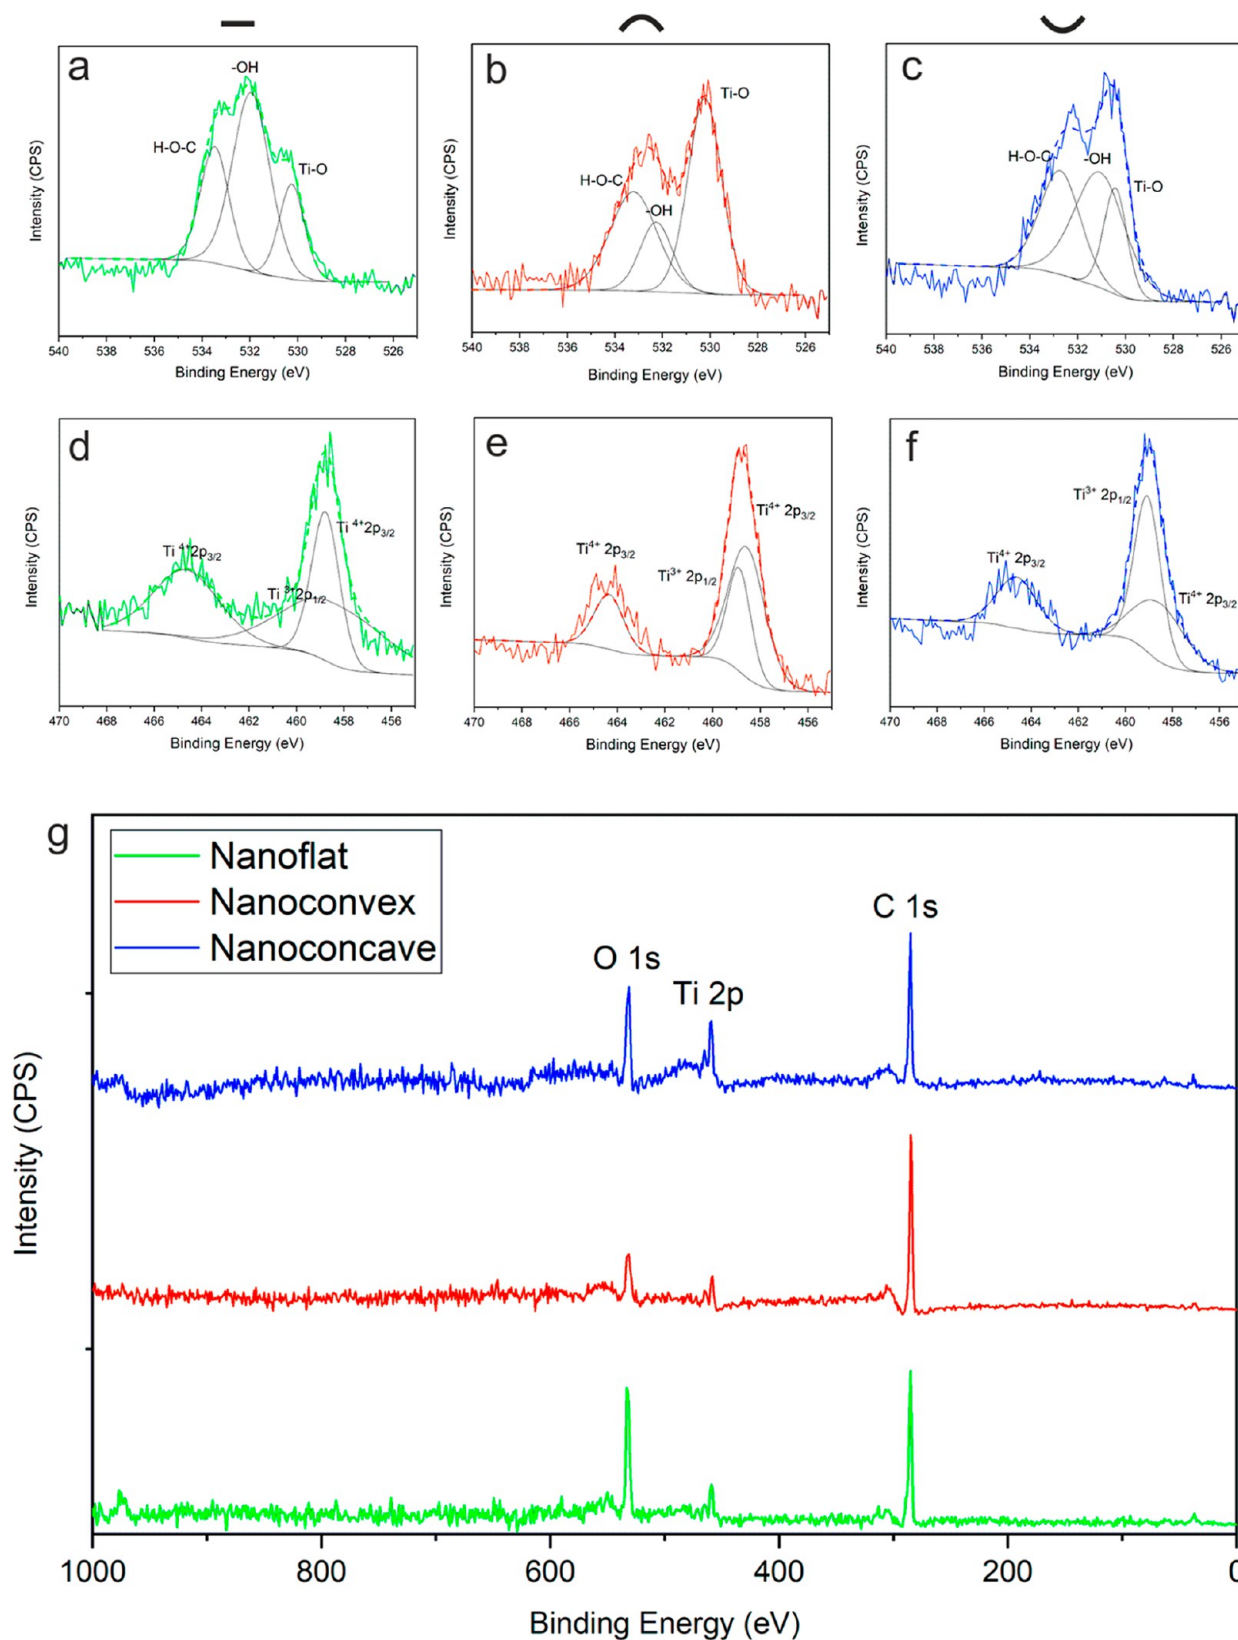 a
-OH
H-O-C
Ti-O
Intensity (CPS)
540 538 536 534 532 530 528 526
Binding Energy (eV)
b
Ti-O
H-O-C
-OH
Intensity (CPS)
540 538 536 534 532 530 528 526
Binding Energy (eV)
c
H-O-C
-OH
Ti-O
Intensity (CPS)
540 538 536 534 532 530 528 526
Binding Energy (eV)
d
Ti 4+2p3/2
Ti 4+2p3/2
Ti 3+2p1/2
Intensity (CPS)
470 468 466 464 462 460 458 456
Binding Energy (eV)
e
Ti4+ 2p3/2
Ti4+ 2p3/2
Ti3+ 2p1/2
Intensity (CPS)
470 468 466 464 462 460 458 456
Binding Energy (eV)
f
Ti3+ 2p1/2
Ti4+ 2p3/2
Ti4+ 2p3/2
Intensity (CPS)
470 468 466 464 462 460 458 456
Binding Energy (eV)
g
Nanoflat
Nanoconvex
Nanoconcave
C 1s
O 1s
Ti 2p
Intensity (CPS)
1000 800 600 400 200 0
Binding Energy (eV)